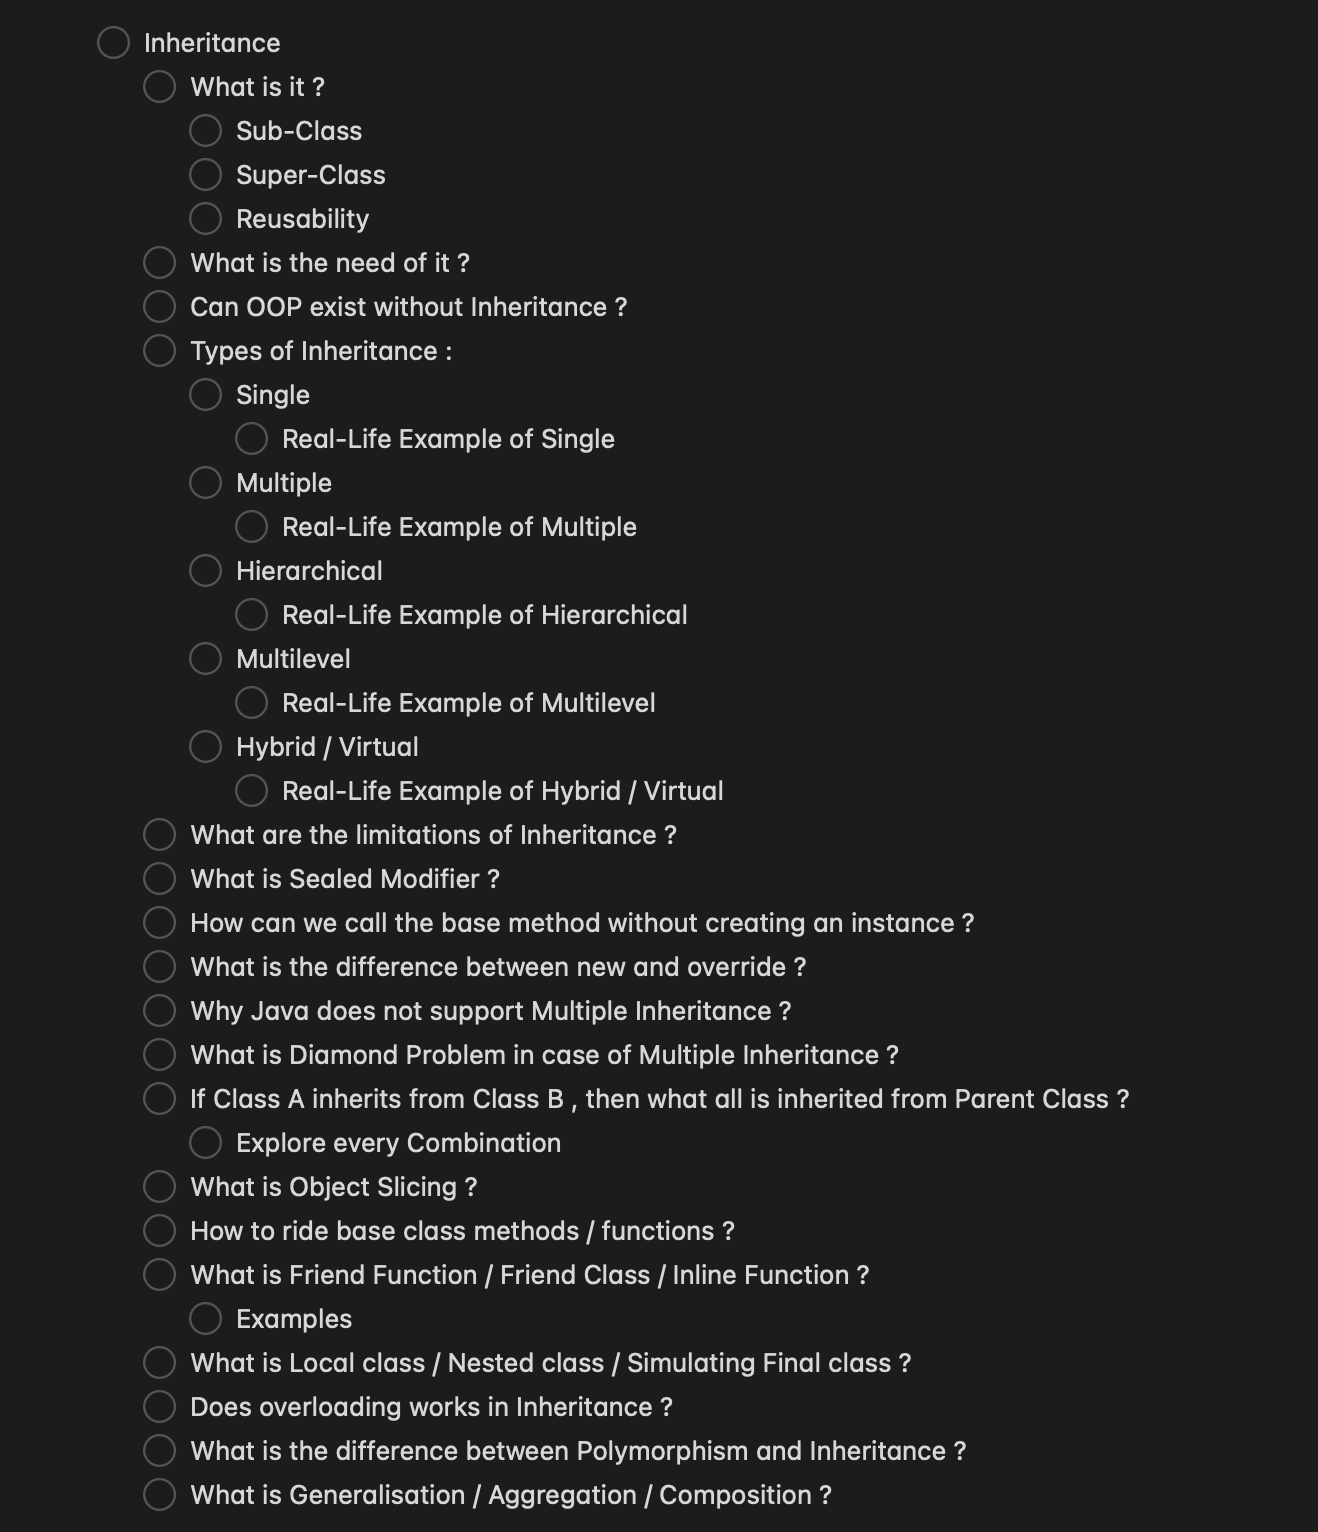 Inheritance
What is it ?
Sub-Class
Super-Class
Reusability
What is the need of it ?
Can OOP exist without Inheritance ?
Types of Inheritance :
Single
Real-Life Example of Single
Multiple
Real-Life Example of Multiple
Hierarchical
Real-Life Example of Hierarchical
Multilevel
Real-Life Example of Multilevel
Hybrid / Virtual
Real-Life Example of Hybrid / Virtual
What are the limitations of Inheritance ?
What is Sealed Modifier ?
How can we call the base method without creating an instance ?
What is the difference between new and override ?
Why Java does not support Multiple Inheritance ?
What is Diamond Problem in case of Multiple Inheritance ?
If Class A inherits from Class B , then what all is inherited from Parent Class ?
Explore every Combination
What is Object Slicing ?
How to ride base class methods / functions ?
What is Friend Function / Friend Class / Inline Function ?
Examples
What is Local class / Nested class / Simulating Final class ?
Does overloading works in Inheritance ?
What is the difference between Polymorphism and Inheritance ?
What is Generalisation / Aggregation / Composition ?